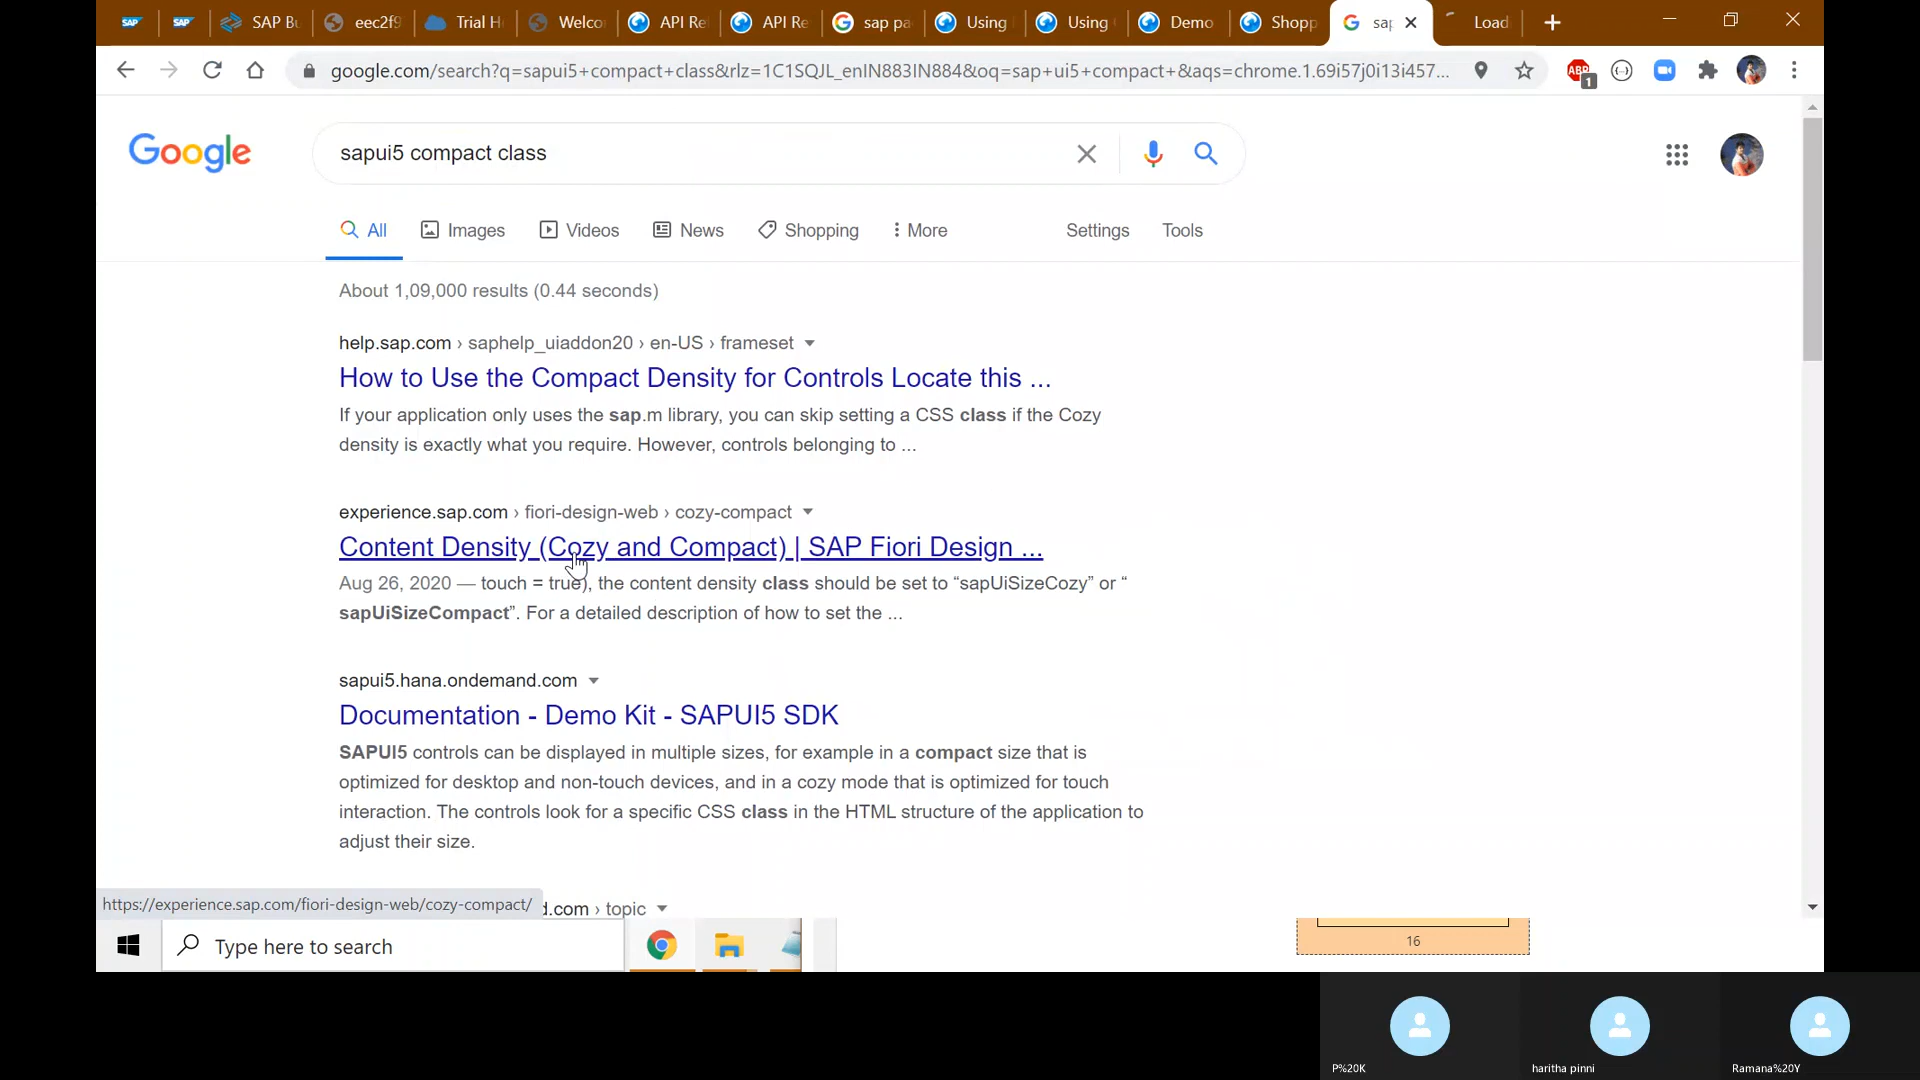 SAP
SAP
SAP Bu
eec2f9
Trial H
Welco
API Re
API Re
sap pa
Using
Using
Demo
Shopp
sap
Load
google.com/search?q=sapui5+compact+class&rlz=1C1SQJL_enIN883IN884&oq=sap+ui5+compact+&aqs=chrome.1.69i57j0i13i457...
ABP
1
Google
sapui5 compact class
All
Images
Videos
News
Shopping
More
Settings
Tools
About 1,09,000 results (0.44 seconds)
help.sap.com › saphelp_uiaddon20 › en-US › frameset
How to Use the Compact Density for Controls Locate this ...
If your application only uses the sap.m library, you can skip setting a CSS class if the Cozy
density is exactly what you require. However, controls belonging to ...
experience.sap.com › fiori-design-web › cozy-compact
Content Density (Cozy and Compact) | SAP Fiori Design ...
Aug 26, 2020 — touch = true), the content density class should be set to “sapUiSizeCozy” or “
sapUiSizeCompact”. For a detailed description of how to set the ...
sapui5.hana.ondemand.com
Documentation - Demo Kit - SAPUI5 SDK
SAPUI5 controls can be displayed in multiple sizes, for example in a compact size that is
optimized for desktop and non-touch devices, and in a cozy mode that is optimized for touch
interaction. The controls look for a specific CSS class in the HTML structure of the application to
adjust their size.
https://experience.sap.com/fiori-design-web/cozy-compact/
d.com › topic
Type here to search
16
P%20K
haritha pinni
Ramana%20Y